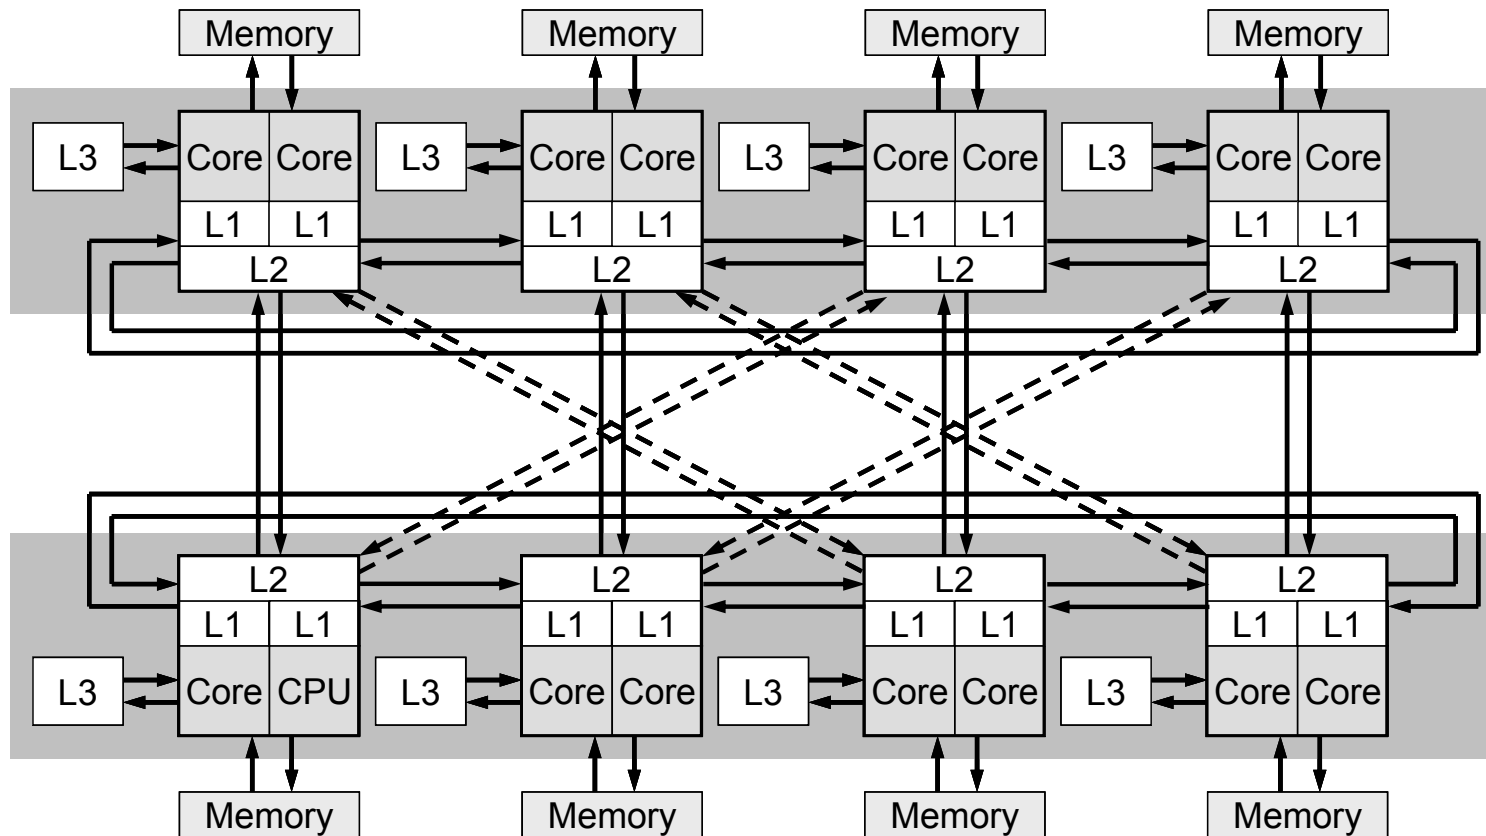 Memory Memory Memory Memory
L3 Core Core L3 Core Core L3 Core Core L3 Core Core
L1 L1 L1 L1 L1 L1 L1 L1
L2 L2 L2 L2
L2 L2 L2 L2
L1 L1 L1 L1 L1 L1 L1 L1
L3 Core CPU L3 Core Core L3 Core Core L3 Core Core
Memory Memory Memory Memory